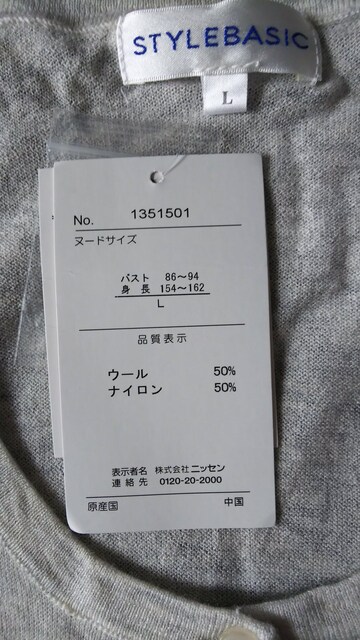 STYLEBASIC
L
No. 1351501
ヌードサイズ
バスト 86〜94
身長 154〜162
L
品質表示
ウール 50%
ナイロン 50%
表示者名 株式会社ニッセン
連絡先 0120-20-2000
原産国 中国